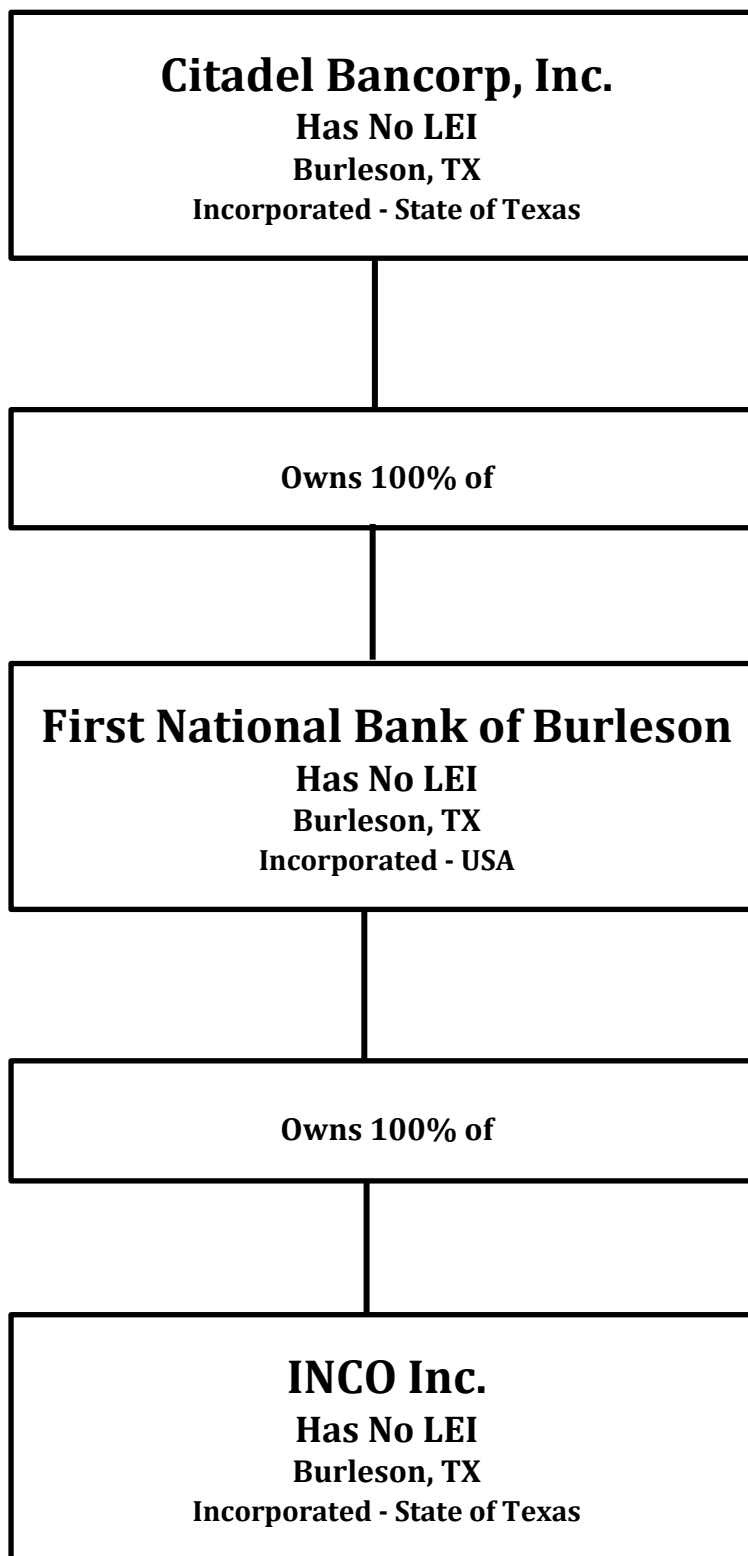 Citadel Bancorp, Inc.
Has No LEI
Burleson, TX
Incorporated - State of Texas
Owns 100% of
First National Bank of Burleson
Has No LEI
Burleson, TX
Incorporated - USA
Owns 100% of
INCO Inc.
Has No LEI
Burleson, TX
Incorporated - State of Texas